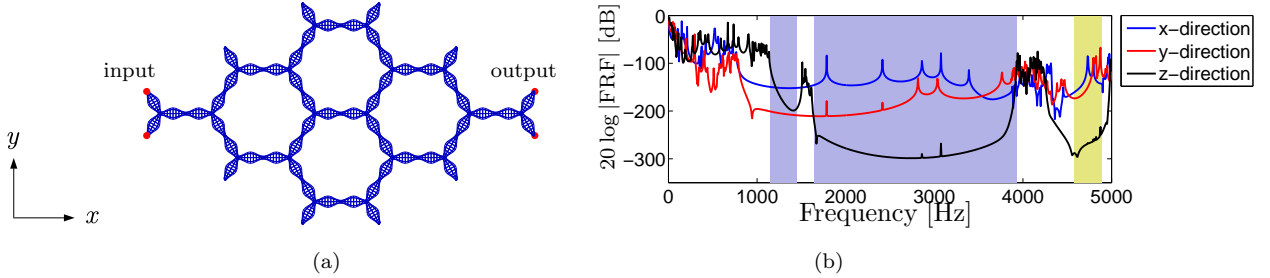 input
output
y
x
(a)
20 log |FRF| [dB]
0
−100
−200
−300
0
1000
2000
3000
4000
5000
Frequency [Hz]
x−direction
y−direction
z−direction
(b)